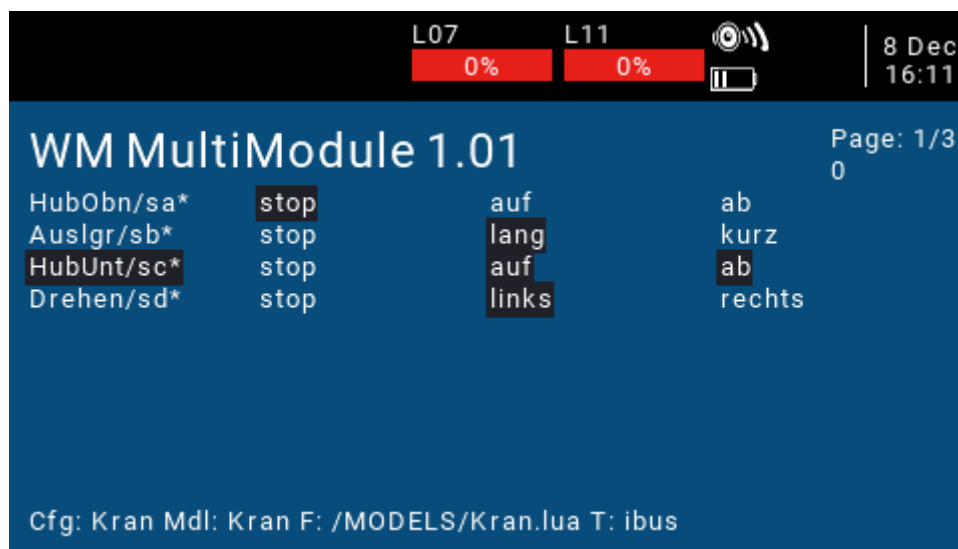 L07 L11
8 Dec
0% 0%
16:11
WM MultiModule 1.01
Page: 1/3
0
HubObn/sa* stop auf ab
Auslgr/sb* stop lang kurz
HubUnt/sc* stop auf ab
Drehen/sd* stop links rechts
Cfg: Kran Mdl: Kran F: /MODELS/Kran.lua T: ibus